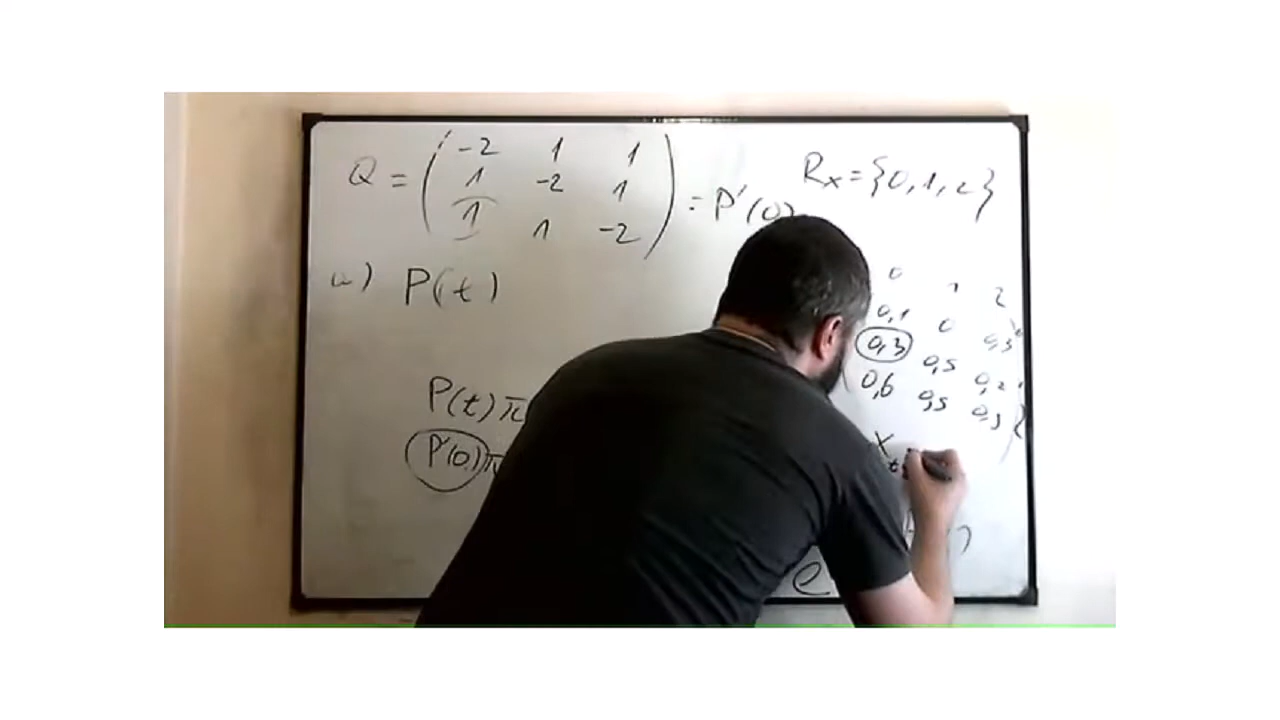 Q = ( -2 1 1
1 -2 1
1 1 -2 ) = P'(0)
Rx = {0, 1, 2}
a) P(t)
0 1 2
0,1 0 0,5
0,3 0,5 0,2
0,6 0,5 0,3
P(t) π
P'(0) π
X t
e